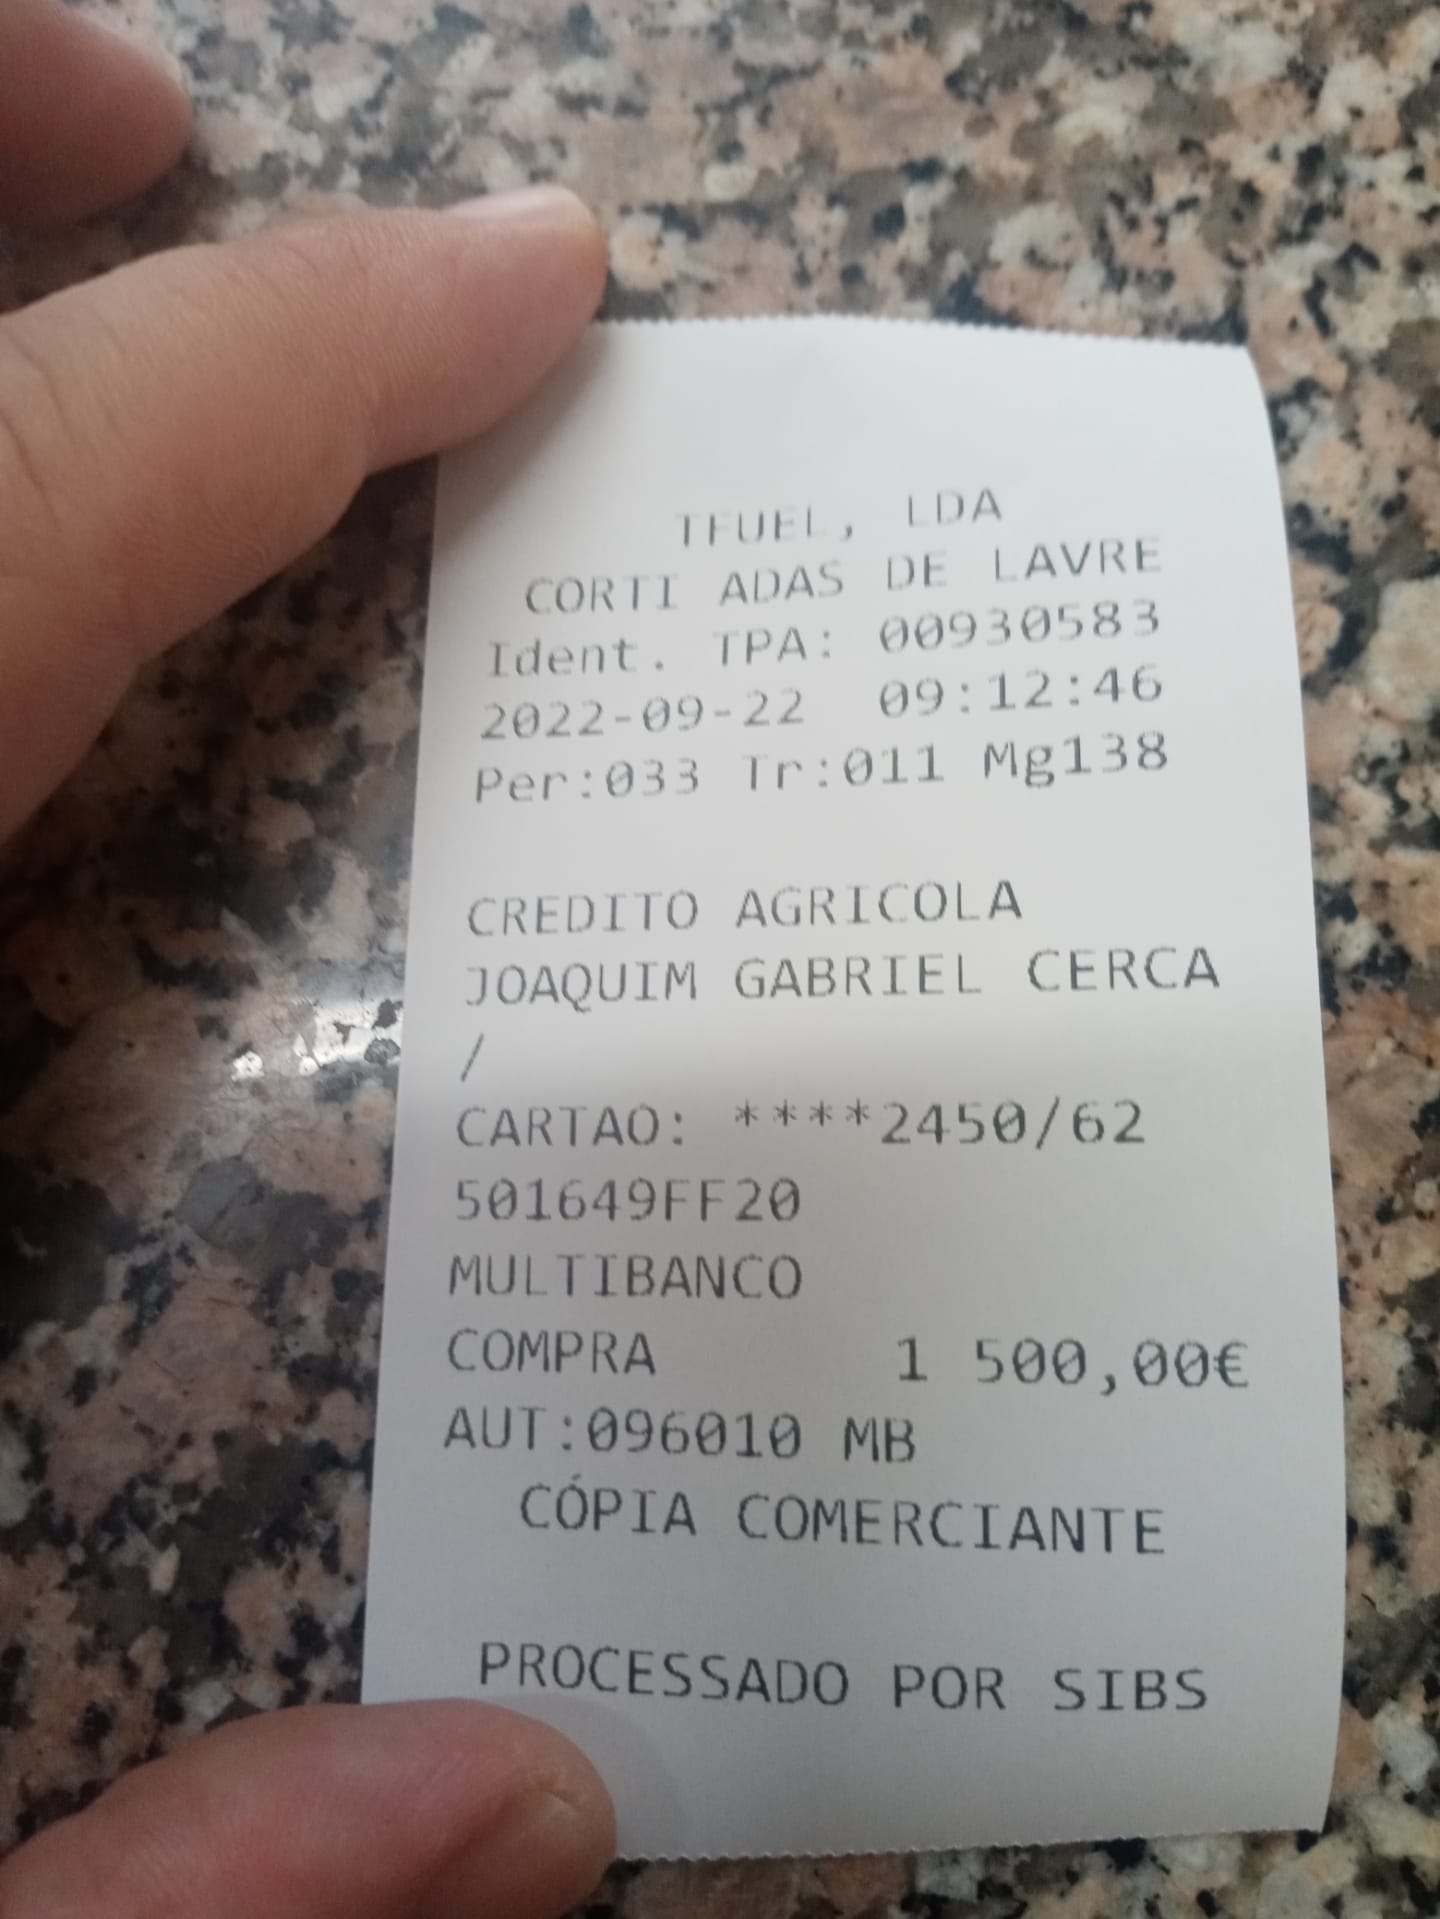 TFUEL, LDA
CORTI ADAS DE LAVRE
Ident. TPA: 00930583
2022-09-22 09:12:46
Per:033 Tr:011 Mg138
CREDITO AGRICOLA
JOAQUIM GABRIEL CERCA
/
CARTAO: ****2450/62
501649FF20
MULTIBANCO
COMPRA 1 500,00€
AUT:096010 MB
CÓPIA COMERCIANTE
PROCESSADO POR SIBS